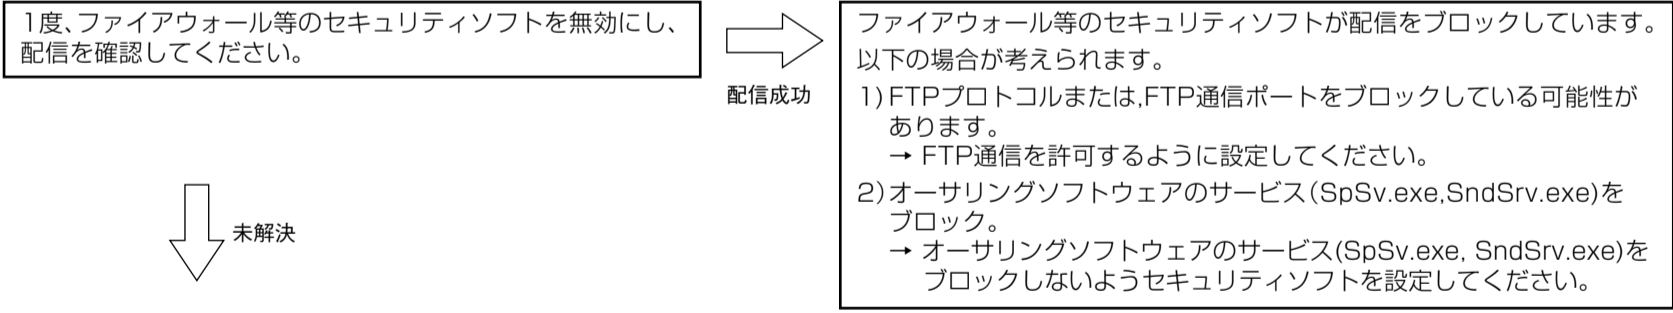 1度、ファイアウォール等のセキュリティソフトを無効にし、
配信を確認してください。
配信成功
ファイアウォール等のセキュリティソフトが配信をブロックしています。
以下の場合が考えられます。
1) FTPプロトコルまたは,FTP通信ポートをブロックしている可能性が
あります。
→ FTP通信を許可するように設定してください。
2) オーサリングソフトウェアのサービス(SpSv.exe,SndSrv.exe)を
ブロック。
→ オーサリングソフトウェアのサービス(SpSv.exe, SndSrv.exe)を
ブロックしないようセキュリティソフトを設定してください。
未解決